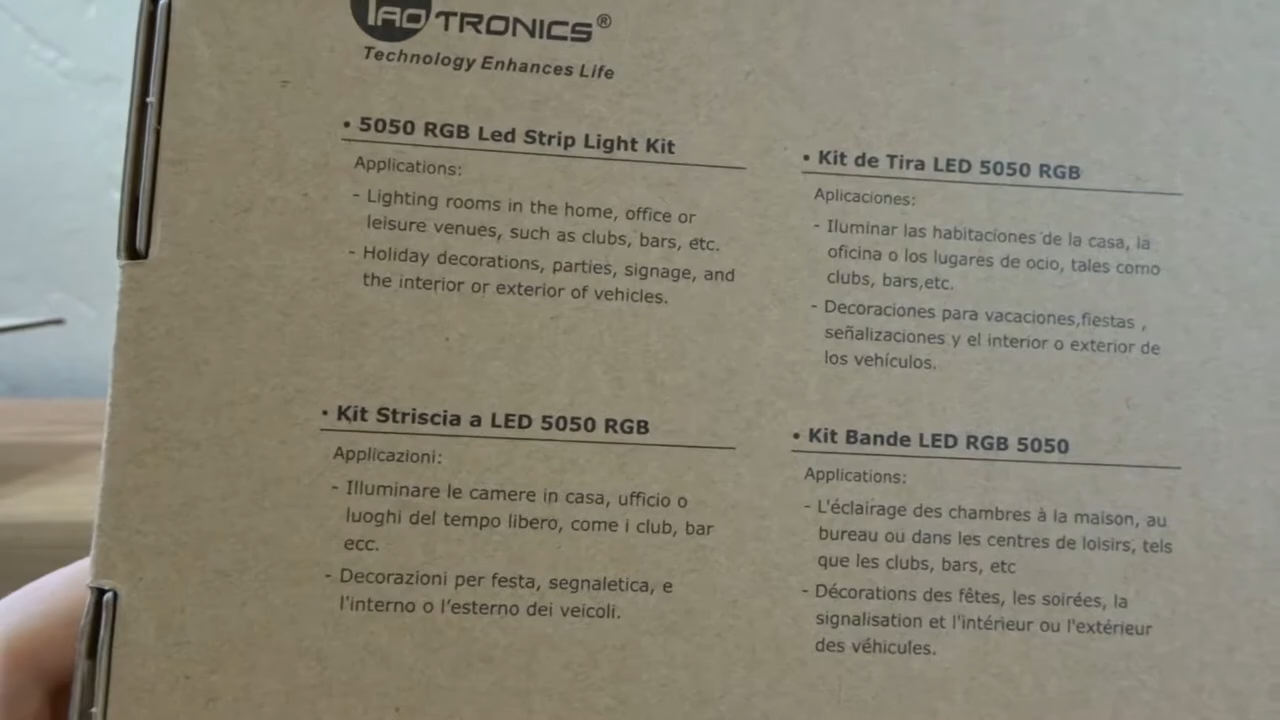 TaoTRONICS®
Technology Enhances Life
• 5050 RGB Led Strip Light Kit
Applications:
- Lighting rooms in the home, office or
leisure venues, such as clubs, bars, etc.
- Holiday decorations, parties, signage, and
the interior or exterior of vehicles.
• Kit de Tira LED 5050 RGB
Aplicaciones:
- Iluminar las habitaciones de la casa, la
oficina o los lugares de ocio, tales como
clubs, bars,etc.
- Decoraciones para vacaciones,fiestas ,
señalizaciones y el interior o exterior de
los vehículos.
• Kit Striscia a LED 5050 RGB
Applicazioni:
- Illuminare le camere in casa, ufficio o
luoghi del tempo libero, come i club, bar
ecc.
- Decorazioni per festa, segnaletica, e
l'interno o l'esterno dei veicoli.
• Kit Bande LED RGB 5050
Applications:
- L'éclairage des chambres à la maison, au
bureau ou dans les centres de loisirs, tels
que les clubs, bars, etc
- Décorations des fêtes, les soirées, la
signalisation et l'intérieur ou l'extérieur
des véhicules.